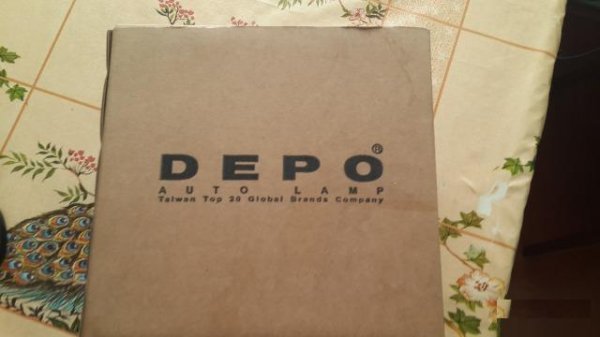 DEPO®
AUTO LAMP
Taiwan Top 20 Global Brands Company